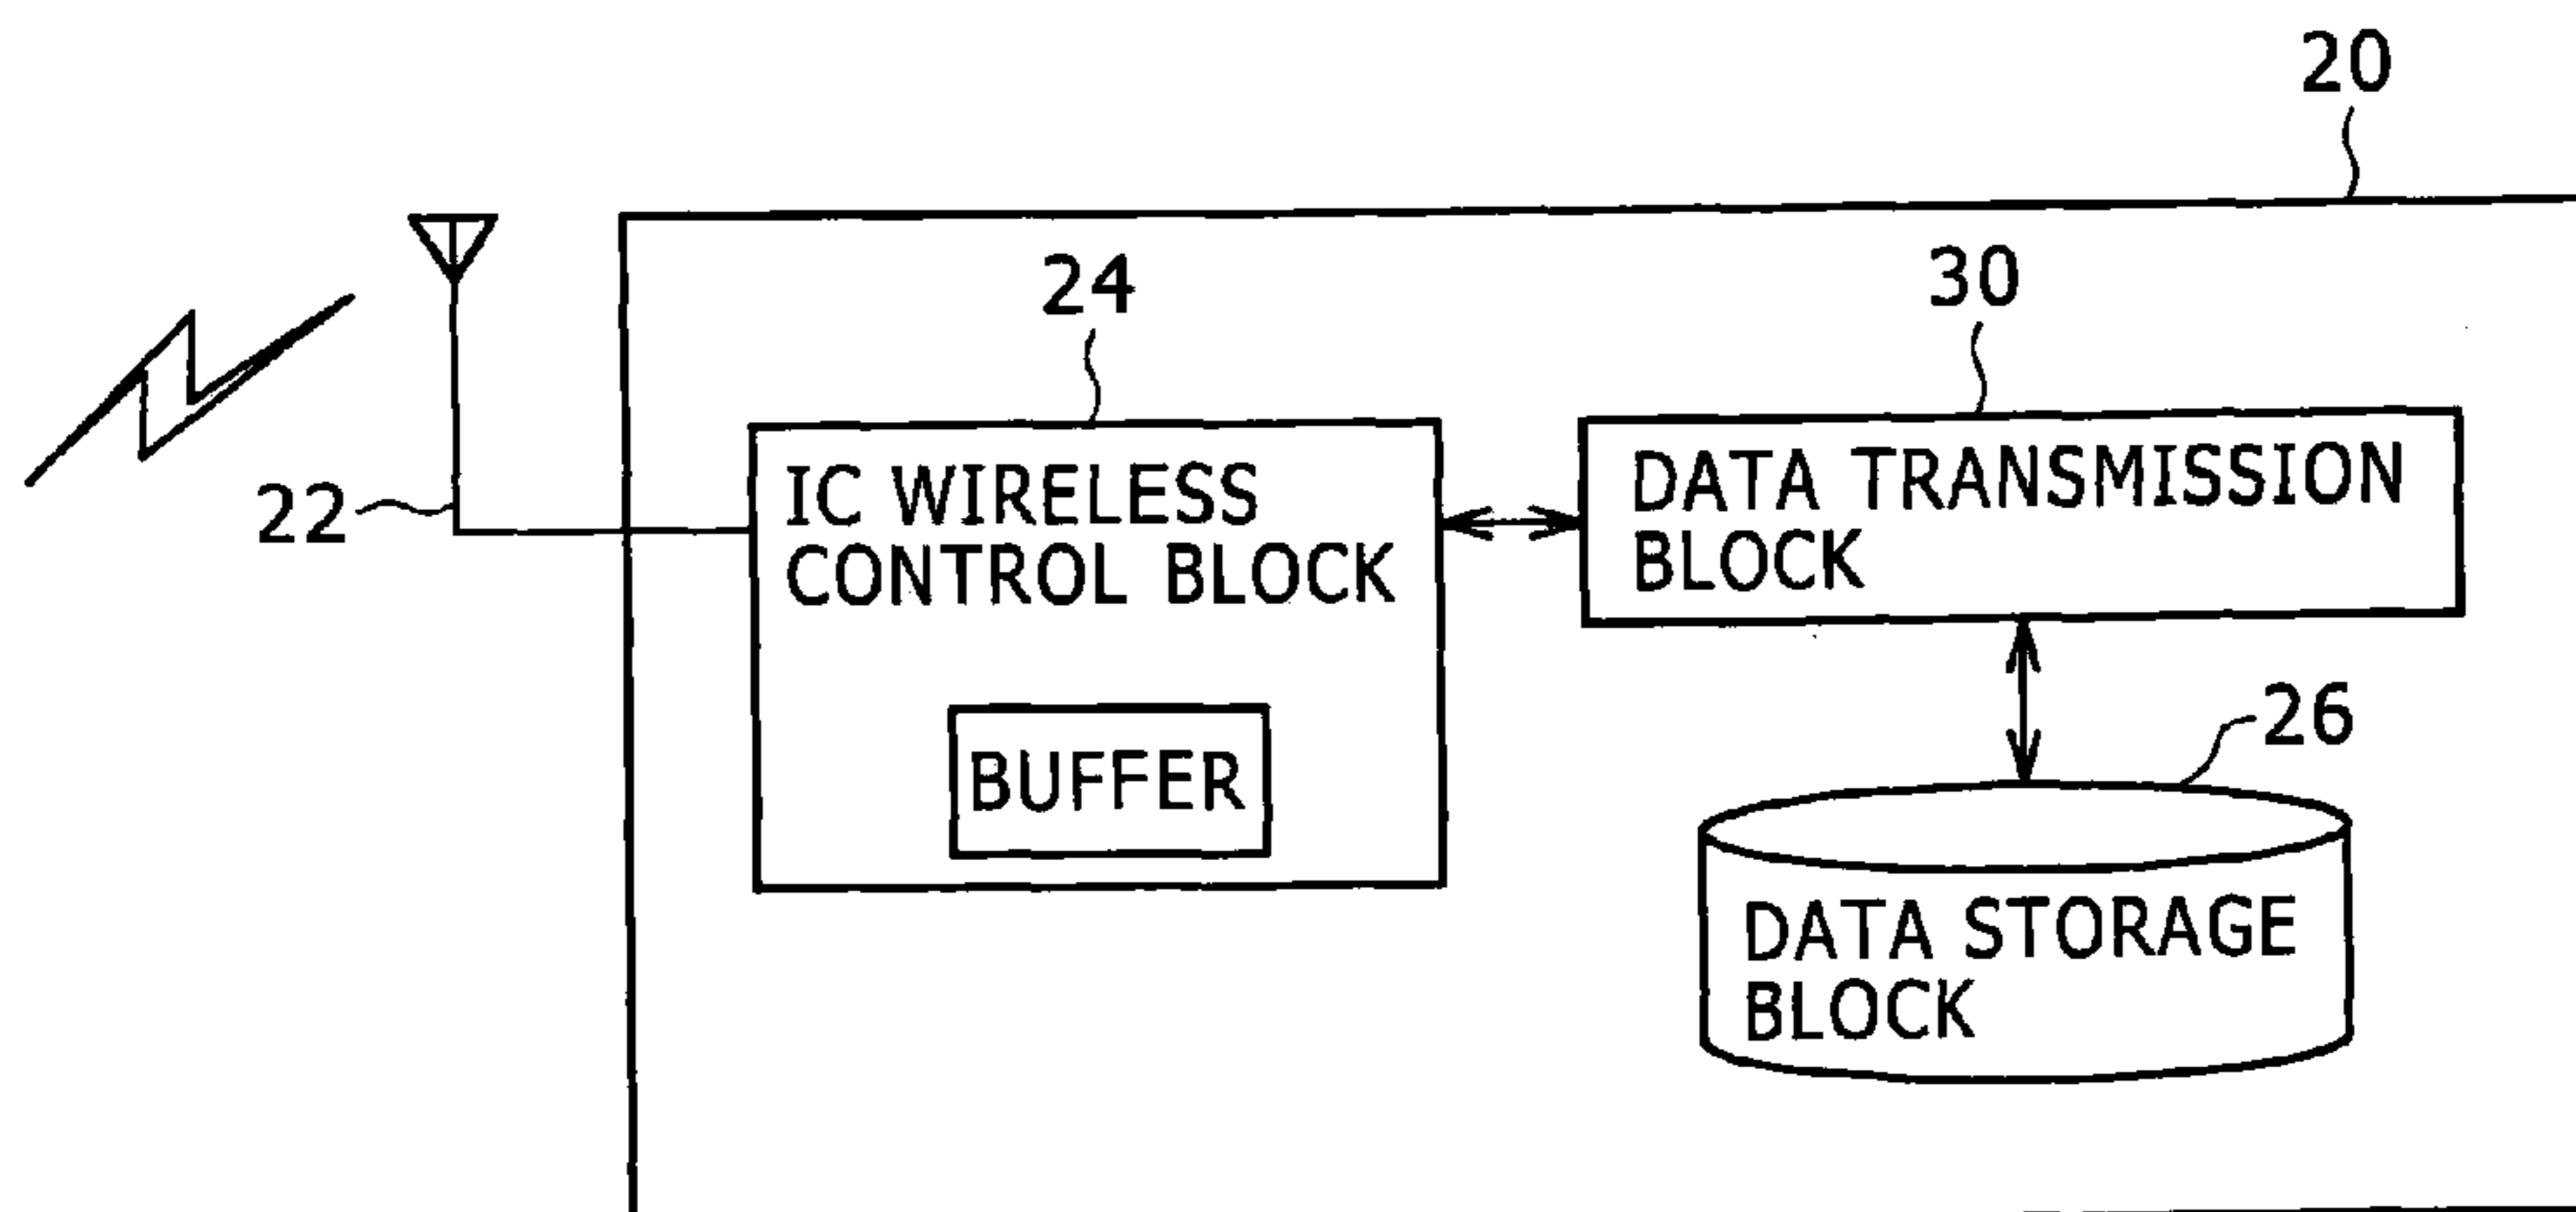 20
24
30
IC WIRELESS
CONTROL BLOCK
DATA TRANSMISSION
BLOCK
22
26
BUFFER
DATA STORAGE
BLOCK